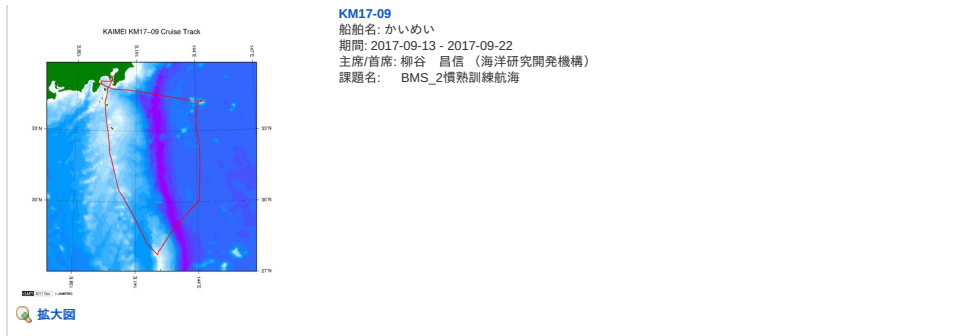 KM17-09
船舶名: かいめい
期間: 2017-09-13 - 2017-09-22
主席/首席: 柳谷　昌信 （海洋研究開発機構）
課題名:　 BMS_2慣熟訓練航海
KAIMEI KM17-09 Cruise Track
144˚E
147˚E
33˚N
33˚N
30˚N
30˚N
27˚N
144˚E
拡大図